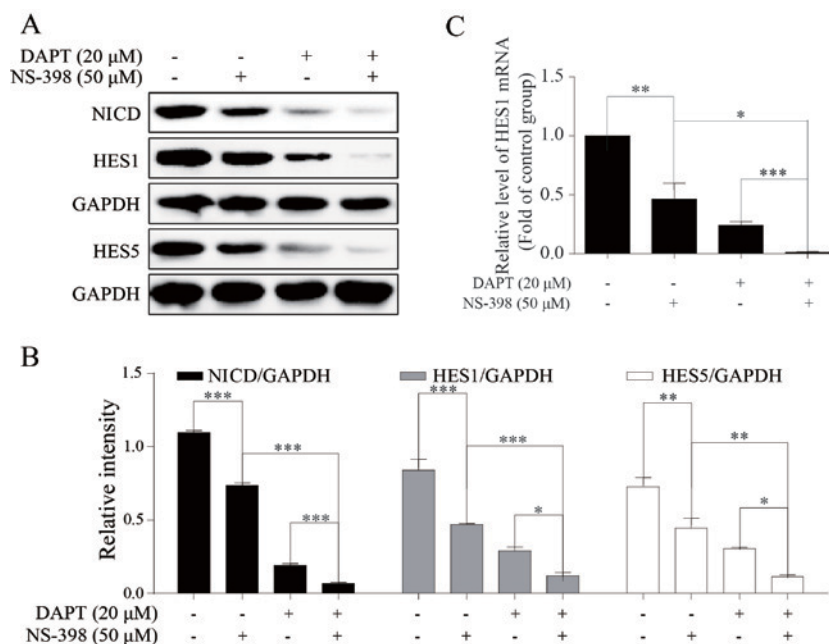 A
DAPT (20 μM) - - + +
NS-398 (50 μM) - + - +
NICD
HES1
GAPDH
HES5
GAPDH
C
Relative level of HES1 mRNA
(Fold of control group)
1.5
1.0
0.5
0.0
**
*
***
DAPT (20 μM) - - + +
NS-398 (50 μM) - + - +
B
Relative intensity
1.5
1.0
0.5
0.0
NICD/GAPDH HES1/GAPDH HES5/GAPDH
*** *** **
*** *** **
*** * *
DAPT (20 μM) - - + + - - + + - - + +
NS-398 (50 μM) - + - + - + - + - + - +